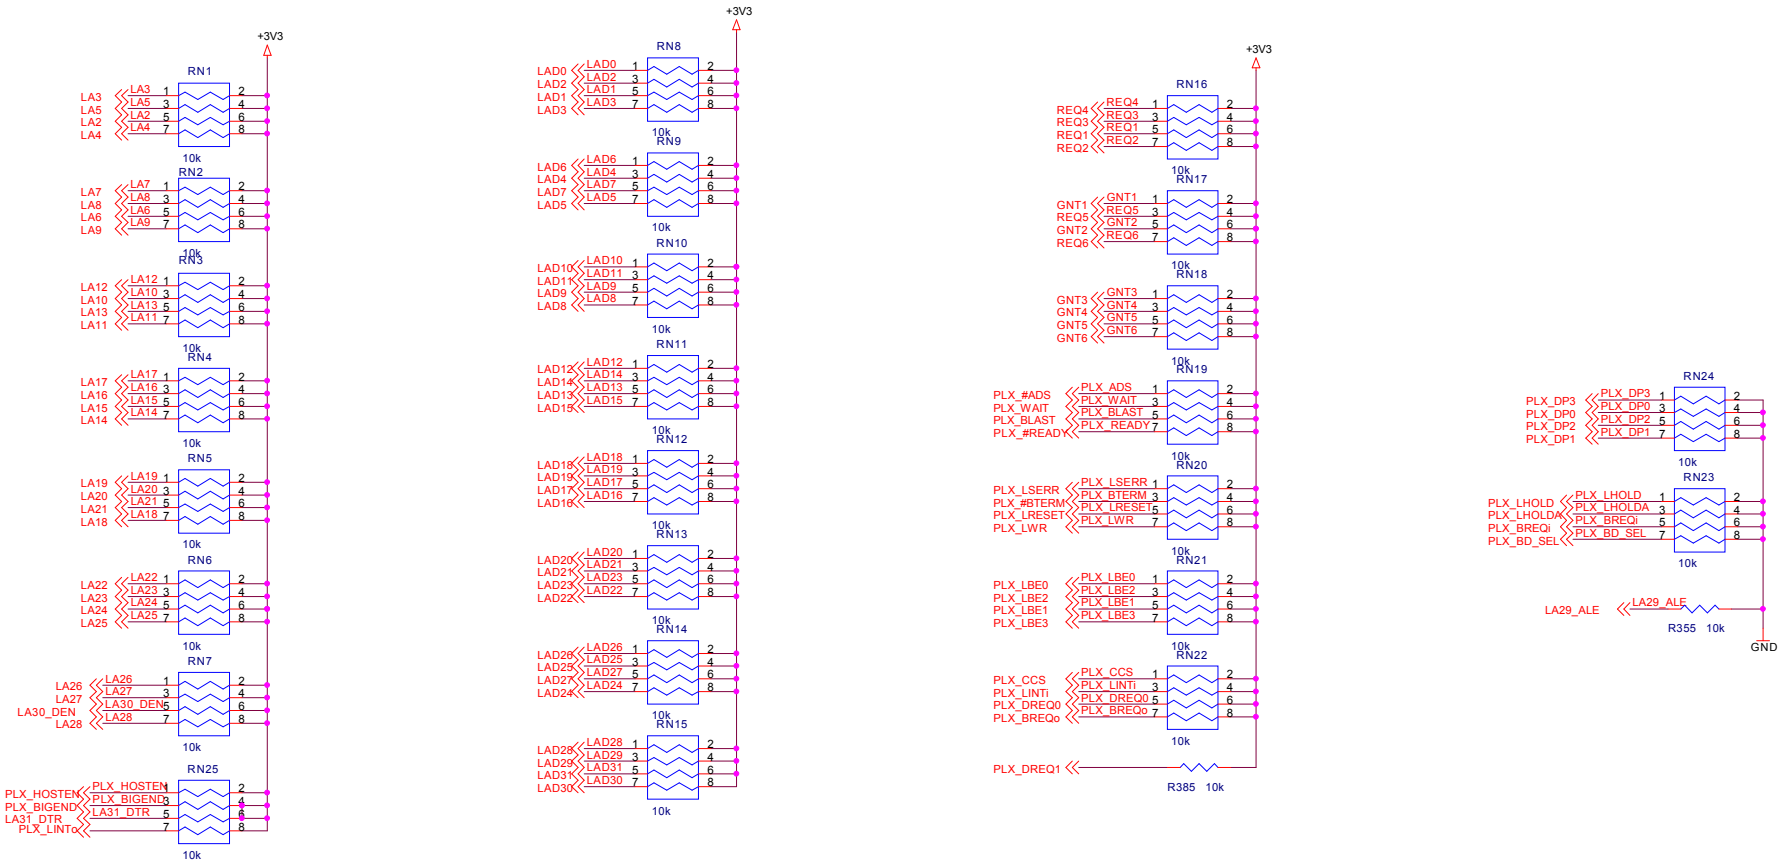 +3V3
RN1
LA3 LA3 1 2
LA5 LA5 3 4
LA2 LA2 5 6
LA4 LA4 7 8
10k
RN2
LA7 LA7 1 2
LA8 LA8 3 4
LA6 LA6 5 6
LA9 LA9 7 8
10k
RN3
LA12 LA12 1 2
LA10 LA10 3 4
LA13 LA13 5 6
LA11 LA11 7 8
10k
RN4
LA17 LA17 1 2
LA16 LA16 3 4
LA15 LA15 5 6
LA14 LA14 7 8
10k
RN5
LA19 LA19 1 2
LA20 LA20 3 4
LA21 LA21 5 6
LA18 LA18 7 8
10k
RN6
LA22 LA22 1 2
LA23 LA23 3 4
LA24 LA24 5 6
LA25 LA25 7 8
10k
RN7
LA26 LA26 1 2
LA27 LA27 3 4
LA30_DEN LA30_DEN 5 6
LA28 LA28 7 8
10k
RN25
PLX_HOSTEN PLX_HOSTEN 1 2
PLX_BIGEND PLX_BIGEND 3 4
LA31_DTR LA31_DTR 5 6
PLX_LINTo 7 8
10k
+3V3
RN8
LAD0 LAD0 1 2
LAD2 LAD2 3 4
LAD1 LAD1 5 6
LAD3 LAD3 7 8
10k
RN9
LAD6 LAD6 1 2
LAD4 LAD4 3 4
LAD7 LAD7 5 6
LAD5 LAD5 7 8
10k
RN10
LAD10 LAD10 1 2
LAD11 LAD11 3 4
LAD9 LAD9 5 6
LAD8 LAD8 7 8
10k
RN11
LAD12 LAD12 1 2
LAD14 LAD14 3 4
LAD13 LAD13 5 6
LAD15 LAD15 7 8
10k
RN12
LAD18 LAD18 1 2
LAD19 LAD19 3 4
LAD17 LAD17 5 6
LAD16 LAD16 7 8
10k
RN13
LAD20 LAD20 1 2
LAD21 LAD21 3 4
LAD23 LAD23 5 6
LAD22 LAD22 7 8
10k
RN14
LAD26 LAD26 1 2
LAD25 LAD25 3 4
LAD27 LAD27 5 6
LAD24 LAD24 7 8
10k
RN15
LAD28 LAD28 1 2
LAD29 LAD29 3 4
LAD31 LAD31 5 6
LAD30 LAD30 7 8
10k
+3V3
RN16
REQ4 REQ4 1 2
REQ3 REQ3 3 4
REQ1 REQ1 5 6
REQ2 REQ2 7 8
10k
RN17
GNT1 GNT1 1 2
REQ5 REQ5 3 4
GNT2 GNT2 5 6
REQ6 REQ6 7 8
10k
RN18
GNT3 GNT3 1 2
GNT4 GNT4 3 4
GNT5 GNT5 5 6
GNT6 GNT6 7 8
10k
RN19
PLX_#ADS PLX_ADS 1 2
PLX_WAIT PLX_WAIT 3 4
PLX_BLAST PLX_BLAST 5 6
PLX_#READY PLX_READY 7 8
10k
RN20
PLX_LSERR PLX_LSERR 1 2
PLX_#BTERM PLX_BTERM 3 4
PLX_LRESET PLX_LRESET 5 6
PLX_LWR PLX_LWR 7 8
10k
RN21
PLX_LBE0 PLX_LBE0 1 2
PLX_LBE2 PLX_LBE2 3 4
PLX_LBE1 PLX_LBE1 5 6
PLX_LBE3 PLX_LBE3 7 8
10k
RN22
PLX_CCS PLX_CCS 1 2
PLX_LINTi PLX_LINTi 3 4
PLX_DREQ0 PLX_DREQ0 5 6
PLX_BREQo PLX_BREQo 7 8
10k
PLX_DREQ1
R385 10k
RN24
PLX_DP3 PLX_DP3 1 2
PLX_DP0 PLX_DP0 3 4
PLX_DP2 PLX_DP2 5 6
PLX_DP1 PLX_DP1 7 8
10k
RN23
PLX_LHOLD PLX_LHOLD 1 2
PLX_LHOLDA PLX_LHOLDA 3 4
PLX_BREQi PLX_BREQi 5 6
PLX_BD_SEL PLX_BD_SEL 7 8
10k
LA29_ALE LA29_ALE
R355 10k
GND